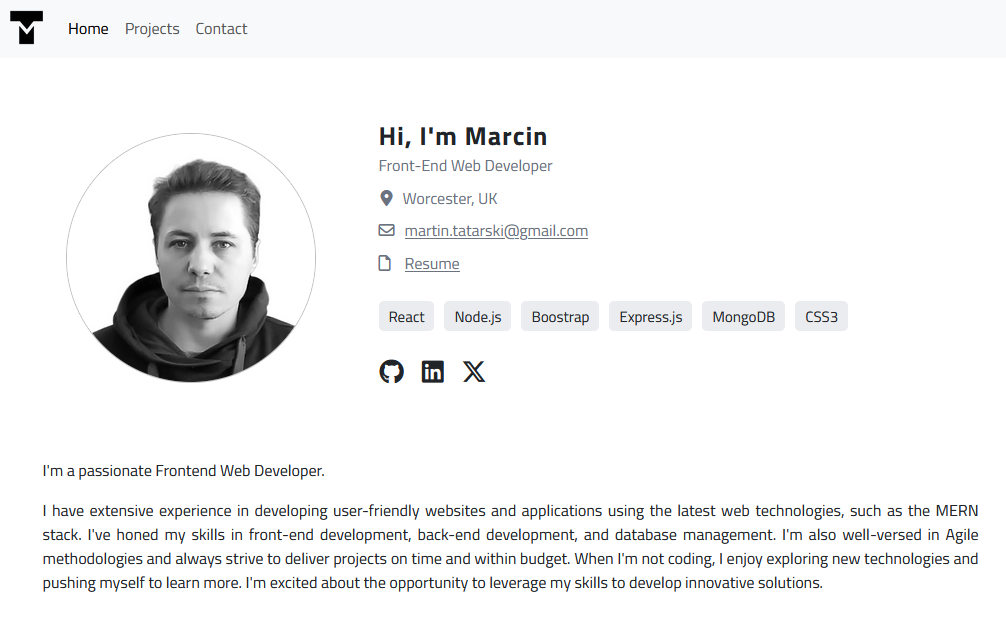 Home Projects Contact
Hi, I'm Marcin
Front-End Web Developer
Worcester, UK
martin.tatarski@gmail.com
Resume
React Node.js Boostrap Express.js MongoDB CSS3
I'm a passionate Frontend Web Developer.
I have extensive experience in developing user-friendly websites and applications using the latest web technologies, such as the MERN
stack. I've honed my skills in front-end development, back-end development, and database management. I'm also well-versed in Agile
methodologies and always strive to deliver projects on time and within budget. When I'm not coding, I enjoy exploring new technologies and
pushing myself to learn more. I'm excited about the opportunity to leverage my skills to develop innovative solutions.